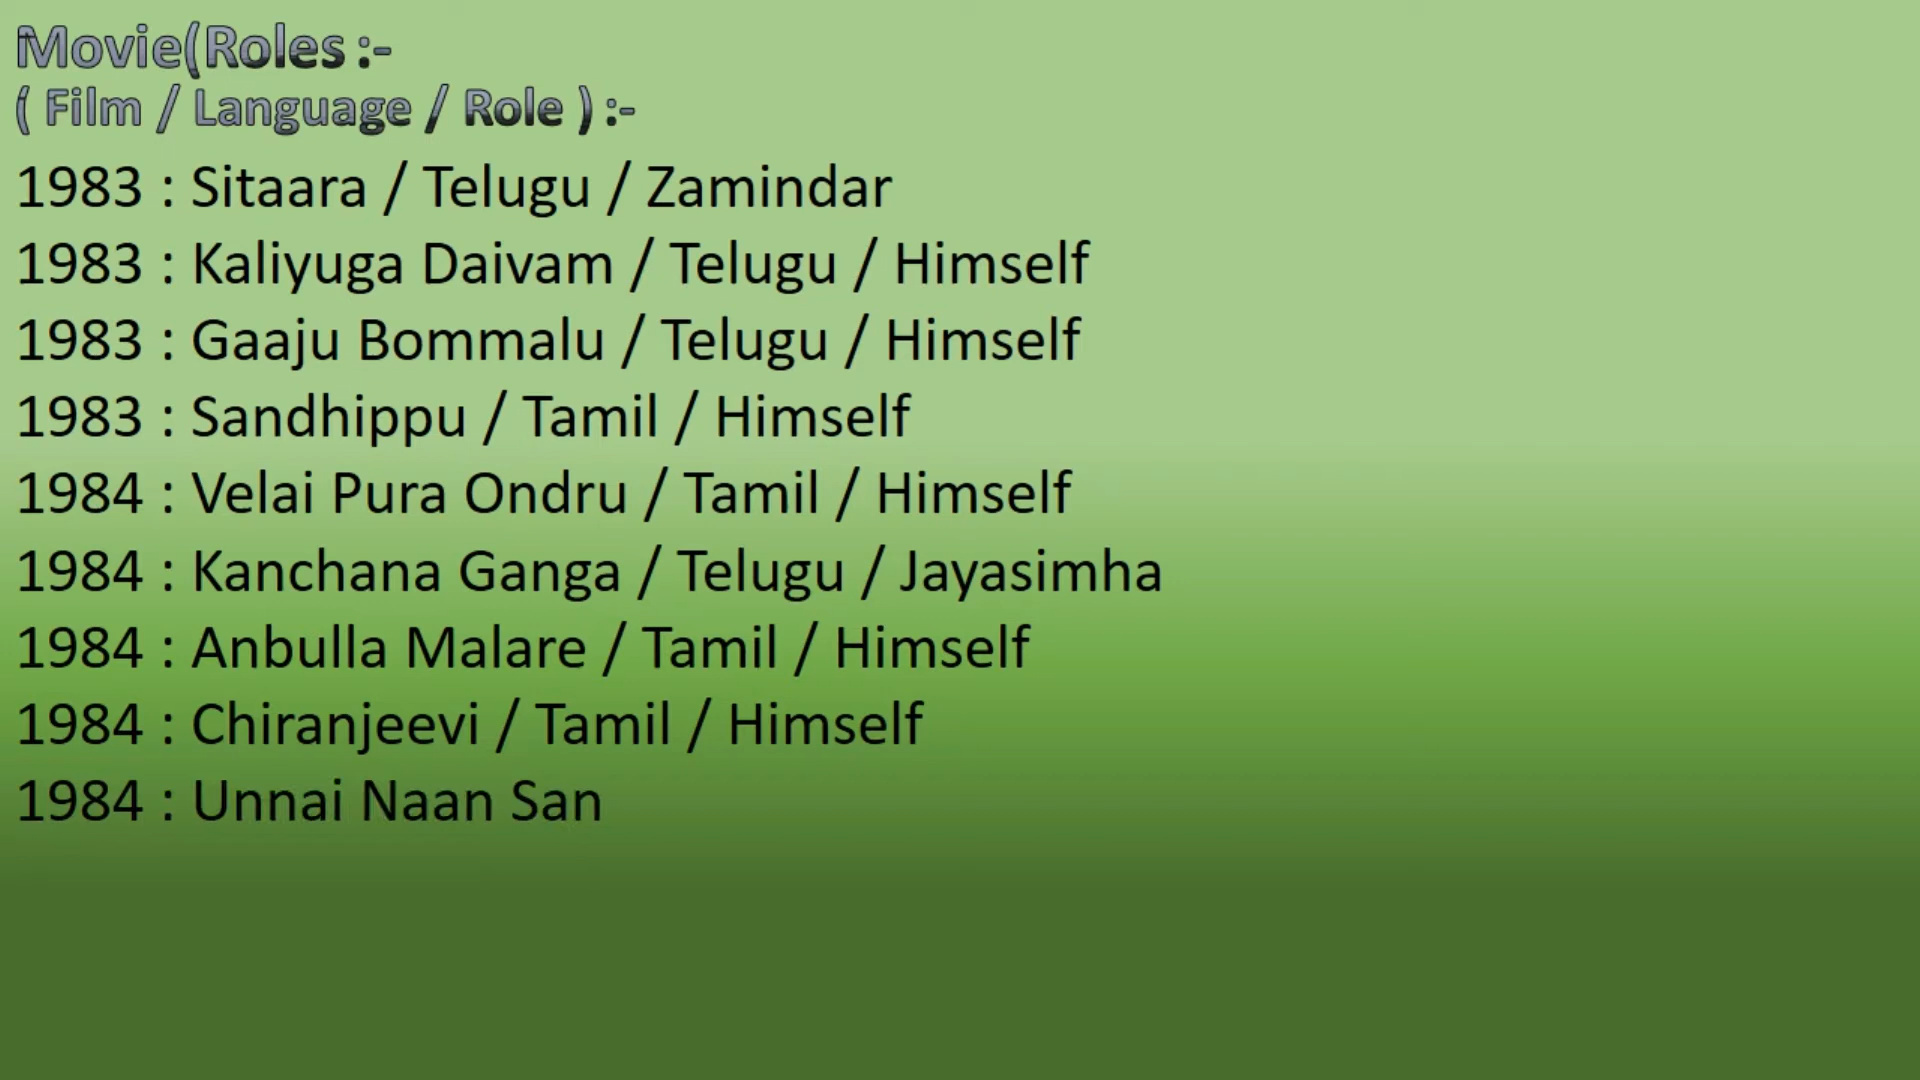 Movie(Roles :-
( Film / Language / Role ) :-
1983 : Sitaara / Telugu / Zamindar
1983 : Kaliyuga Daivam / Telugu / Himself
1983 : Gaaju Bommalu / Telugu / Himself
1983 : Sandhippu / Tamil / Himself
1984 : Velai Pura Ondru / Tamil / Himself
1984 : Kanchana Ganga / Telugu / Jayasimha
1984 : Anbulla Malare / Tamil / Himself
1984 : Chiranjeevi / Tamil / Himself
1984 : Unnai Naan San